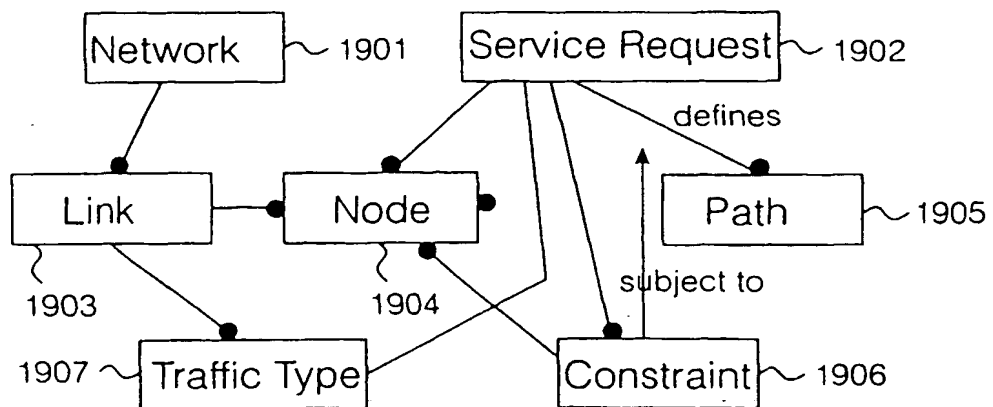 Network
1901
Service Request
1902
defines
Link
Node
Path
1905
1903
1904
subject to
1907
Traffic Type
Constraint
1906